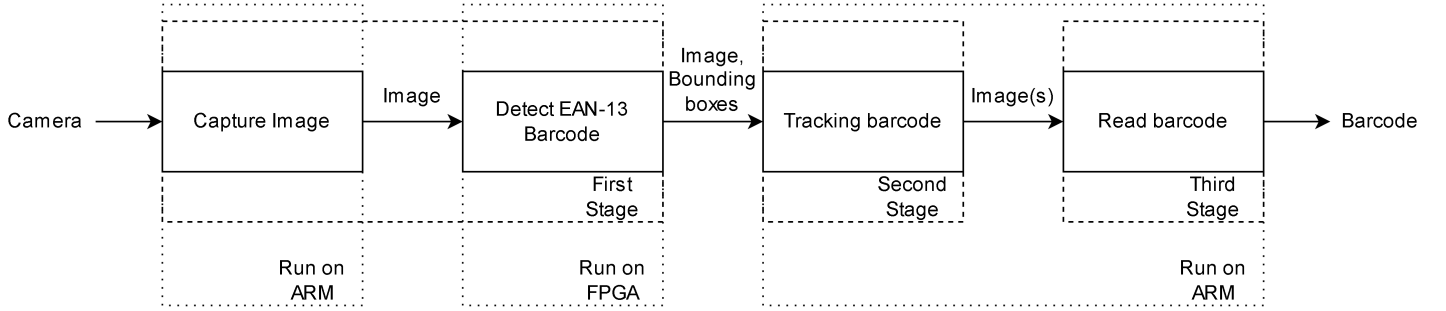 Camera
Capture Image
Image
Detect EAN-13
Barcode
Image,
Bounding
boxes
Tracking barcode
Image(s)
Read barcode
Barcode
First
Stage
Second
Stage
Third
Stage
Run on
ARM
Run on
FPGA
Run on
ARM